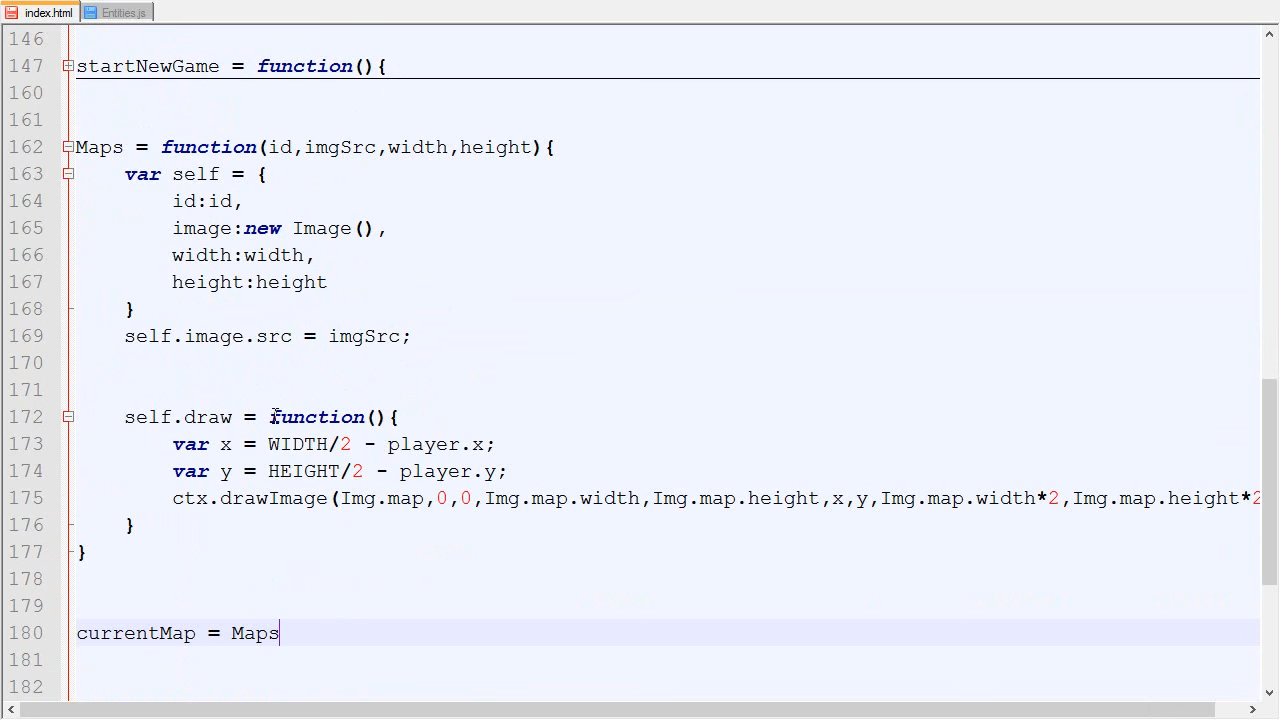 index.html Entities.js
146
147 startNewGame = function(){
160
161
162 Maps = function(id,imgSrc,width,height){
163 var self = {
164 id:id,
165 image:new Image(),
166 width:width,
167 height:height
168 }
169 self.image.src = imgSrc;
170
171
172 self.draw = function(){
173 var x = WIDTH/2 - player.x;
174 var y = HEIGHT/2 - player.y;
175 ctx.drawImage(Img.map,0,0,Img.map.width,Img.map.height,x,y,Img.map.width*2,Img.map.height*2
176 }
177 }
178
179
180 currentMap = Maps
181
182